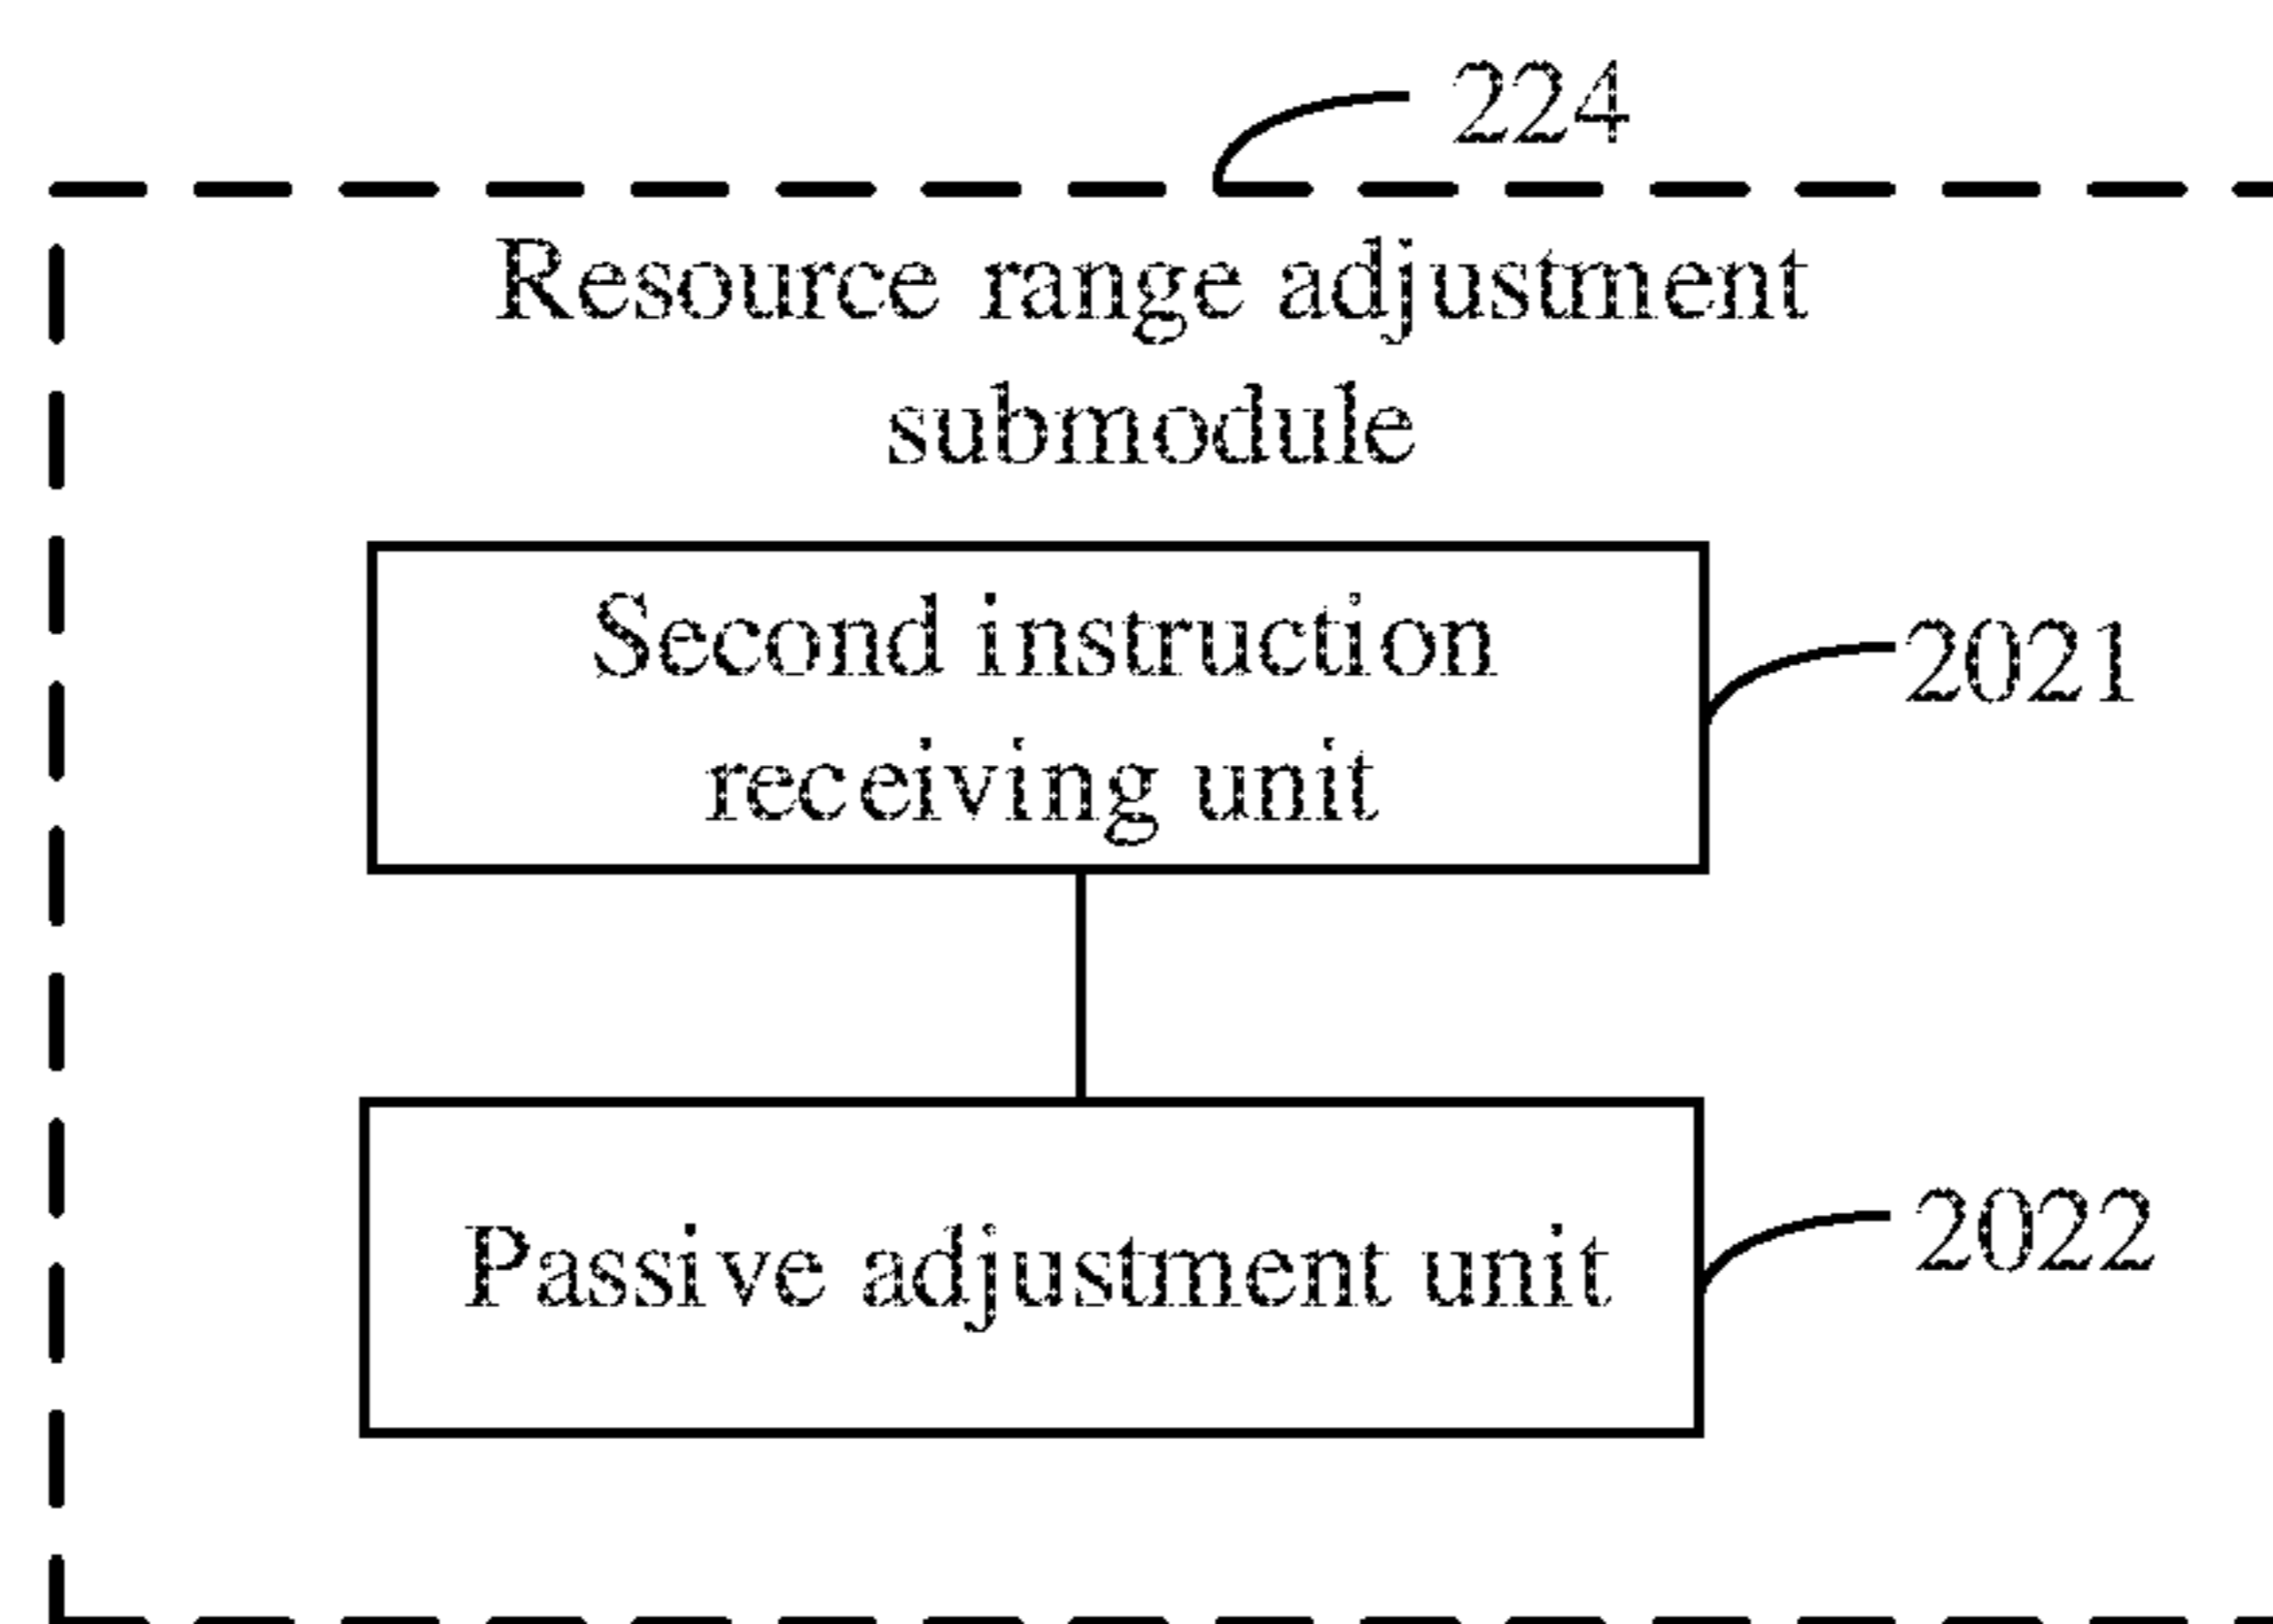 224
Resource range adjustment
submodule
Second instruction
receiving unit
2021
Passive adjustment unit
2022